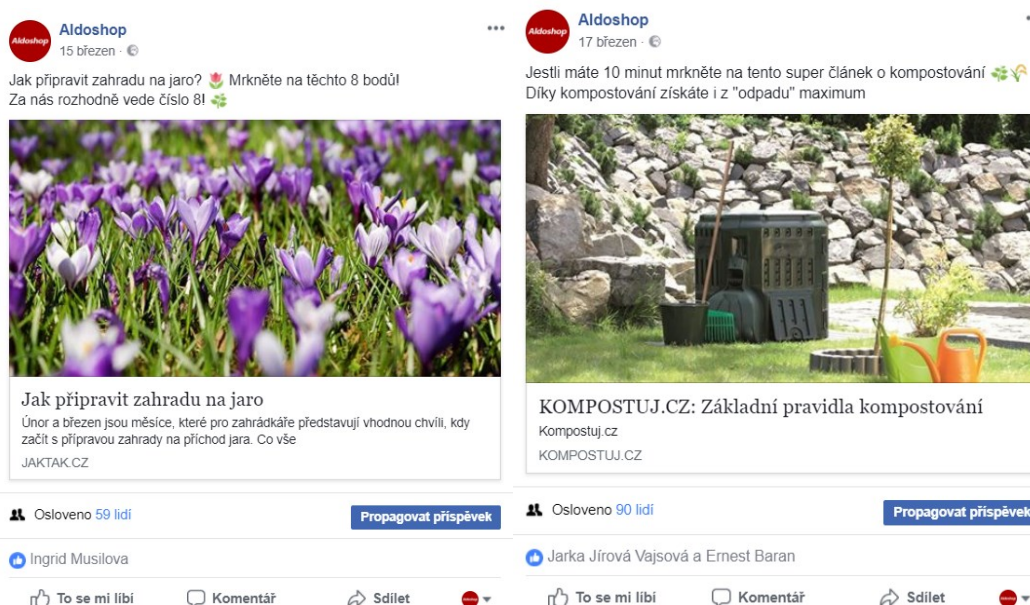 Aldoshop
Aldoshop
15 březen ·
Jak připravit zahradu na jaro? Mrkněte na těchto 8 bodů!
Za nás rozhodně vede číslo 8!
Jak připravit zahradu na jaro
Únor a březen jsou měsíce, které pro zahrádkáře představují vhodnou chvíli, kdy
začít s přípravou zahrady na příchod jara. Co vše
JAKTAK.CZ
Osloveno 59 lidí
Propagovat příspěvek
Ingrid Musilova
To se mi líbí
Komentář
Sdílet
Aldoshop
Aldoshop
17 březen ·
Jestli máte 10 minut mrkněte na tento super článek o kompostování
Díky kompostování získáte i z "odpadu" maximum
KOMPOSTUJ.CZ: Základní pravidla kompostování
Kompostuj.cz
KOMPOSTUJ.CZ
Osloveno 90 lidí
Propagovat příspěvek
Jarka Jírová Vajsová a Ernest Baran
To se mi líbí
Komentář
Sdílet